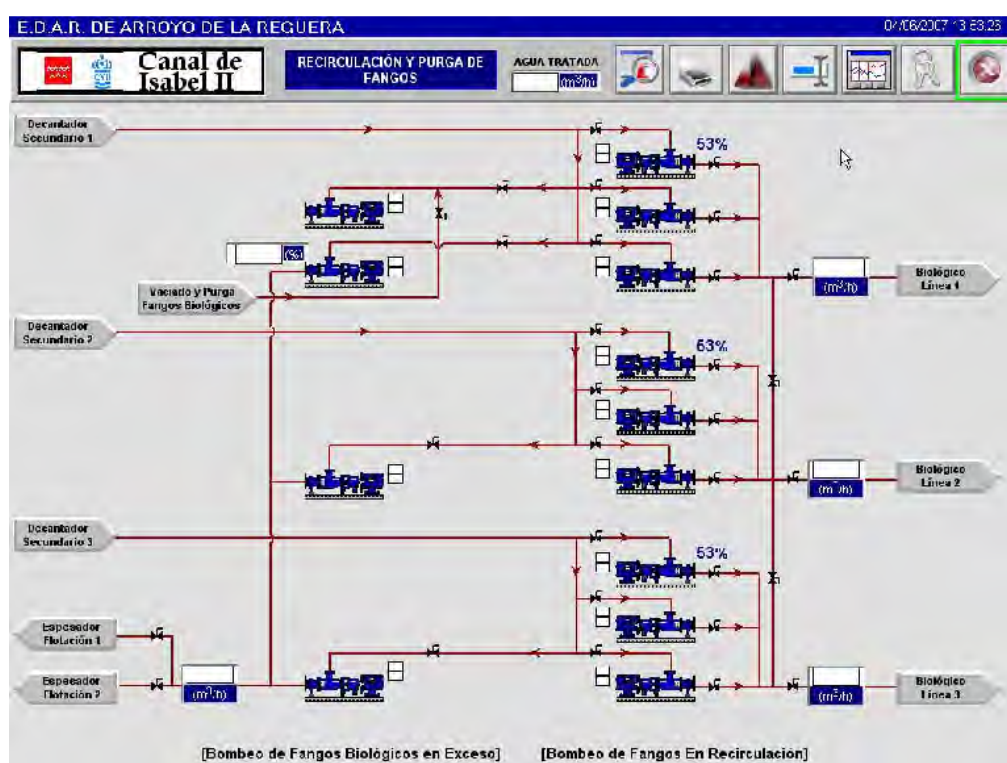 E.D.A.R. DE ARROYO DE LA REGUERA
Canal de
Isabel II
RECIRCULACIÓN Y PURGA DE
FANGOS
AGUA TRATADA
(m³/h)
Decantador
Secundario 1
53%
(%)
Vaciado y Purga
Fangos Biológicos
(m³/h)
Biológico
Línea 1
Decantador
Secundario 2
53%
(m³/h)
Biológico
Línea 2
Decantador
Secundario 3
53%
Espesador
Flotación 1
Espesador
Flotación 2
(m³/h)
(m³/h)
Biológico
Línea 3
[Bombeo de Fangos Biológicos en Exceso]
[Bombeo de Fangos En Recirculación]